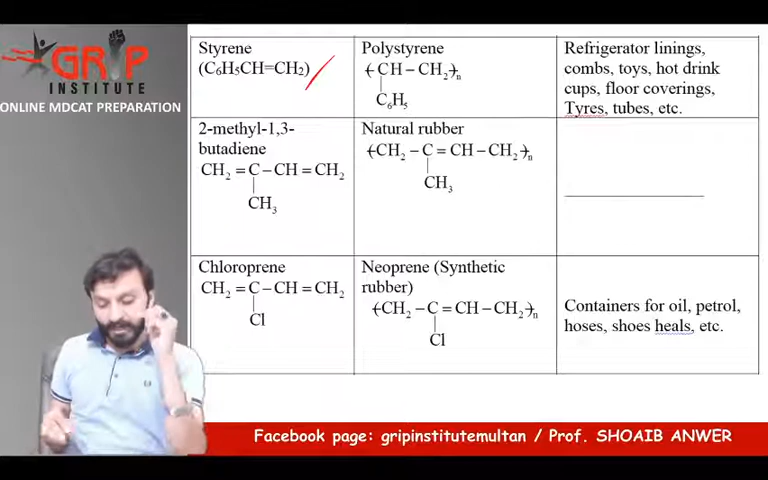 GRIP
INSTITUTE
ONLINE MDCAT PREPARATION
Styrene
(C₆H₅CH=CH₂)
Polystyrene
-(CH – CH₂)-ₙ
C₆H₅
Refrigerator linings,
combs, toys, hot drink
cups, floor coverings,
Tyres, tubes, etc.
2-methyl-1,3-
butadiene
CH₂ = C – CH = CH₂
CH₃
Natural rubber
-(CH₂ – C = CH – CH₂)-ₙ
CH₃
Chloroprene
CH₂ = C – CH = CH₂
Cl
Neoprene (Synthetic
rubber)
-(CH₂ – C = CH – CH₂)-ₙ
Cl
Containers for oil, petrol,
hoses, shoes heals, etc.
Facebook page: gripinstitutemultan / Prof. SHOAIB ANWER